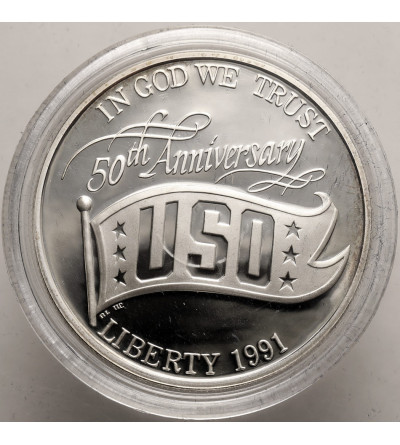 IN GOD WE TRUST
50th Anniversary
USO
LIBERTY 1991